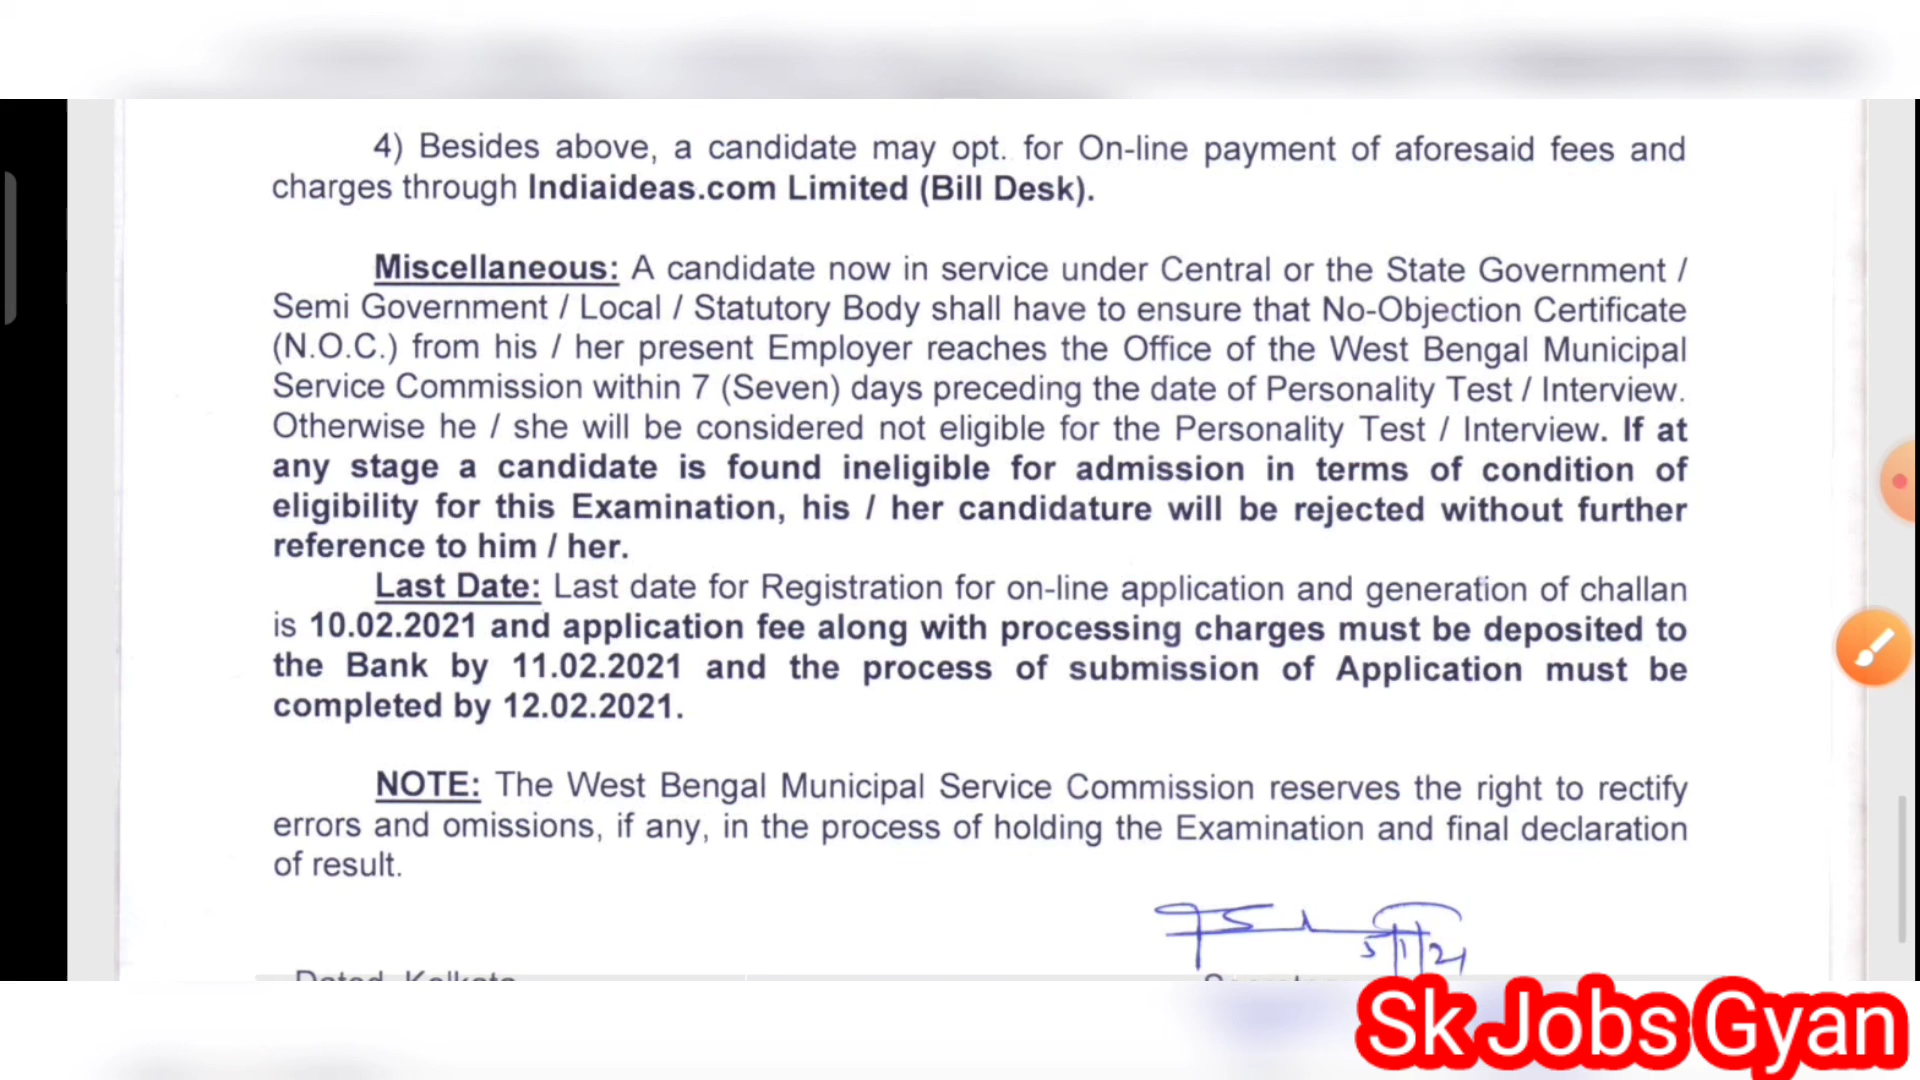 4) Besides above, a candidate may opt. for On-line payment of aforesaid fees and
charges through Indiaideas.com Limited (Bill Desk).
Miscellaneous: A candidate now in service under Central or the State Government /
Semi Government / Local / Statutory Body shall have to ensure that No-Objection Certificate
(N.O.C.) from his / her present Employer reaches the Office of the West Bengal Municipal
Service Commission within 7 (Seven) days preceding the date of Personality Test / Interview.
Otherwise he / she will be considered not eligible for the Personality Test / Interview. If at
any stage a candidate is found ineligible for admission in terms of condition of
eligibility for this Examination, his / her candidature will be rejected without further
reference to him / her.
Last Date: Last date for Registration for on-line application and generation of challan
is 10.02.2021 and application fee along with processing charges must be deposited to
the Bank by 11.02.2021 and the process of submission of Application must be
completed by 12.02.2021.
NOTE: The West Bengal Municipal Service Commission reserves the right to rectify
errors and omissions, if any, in the process of holding the Examination and final declaration
of result.
5/1/21
Dated, Kolkata
Sk Jobs Gyan